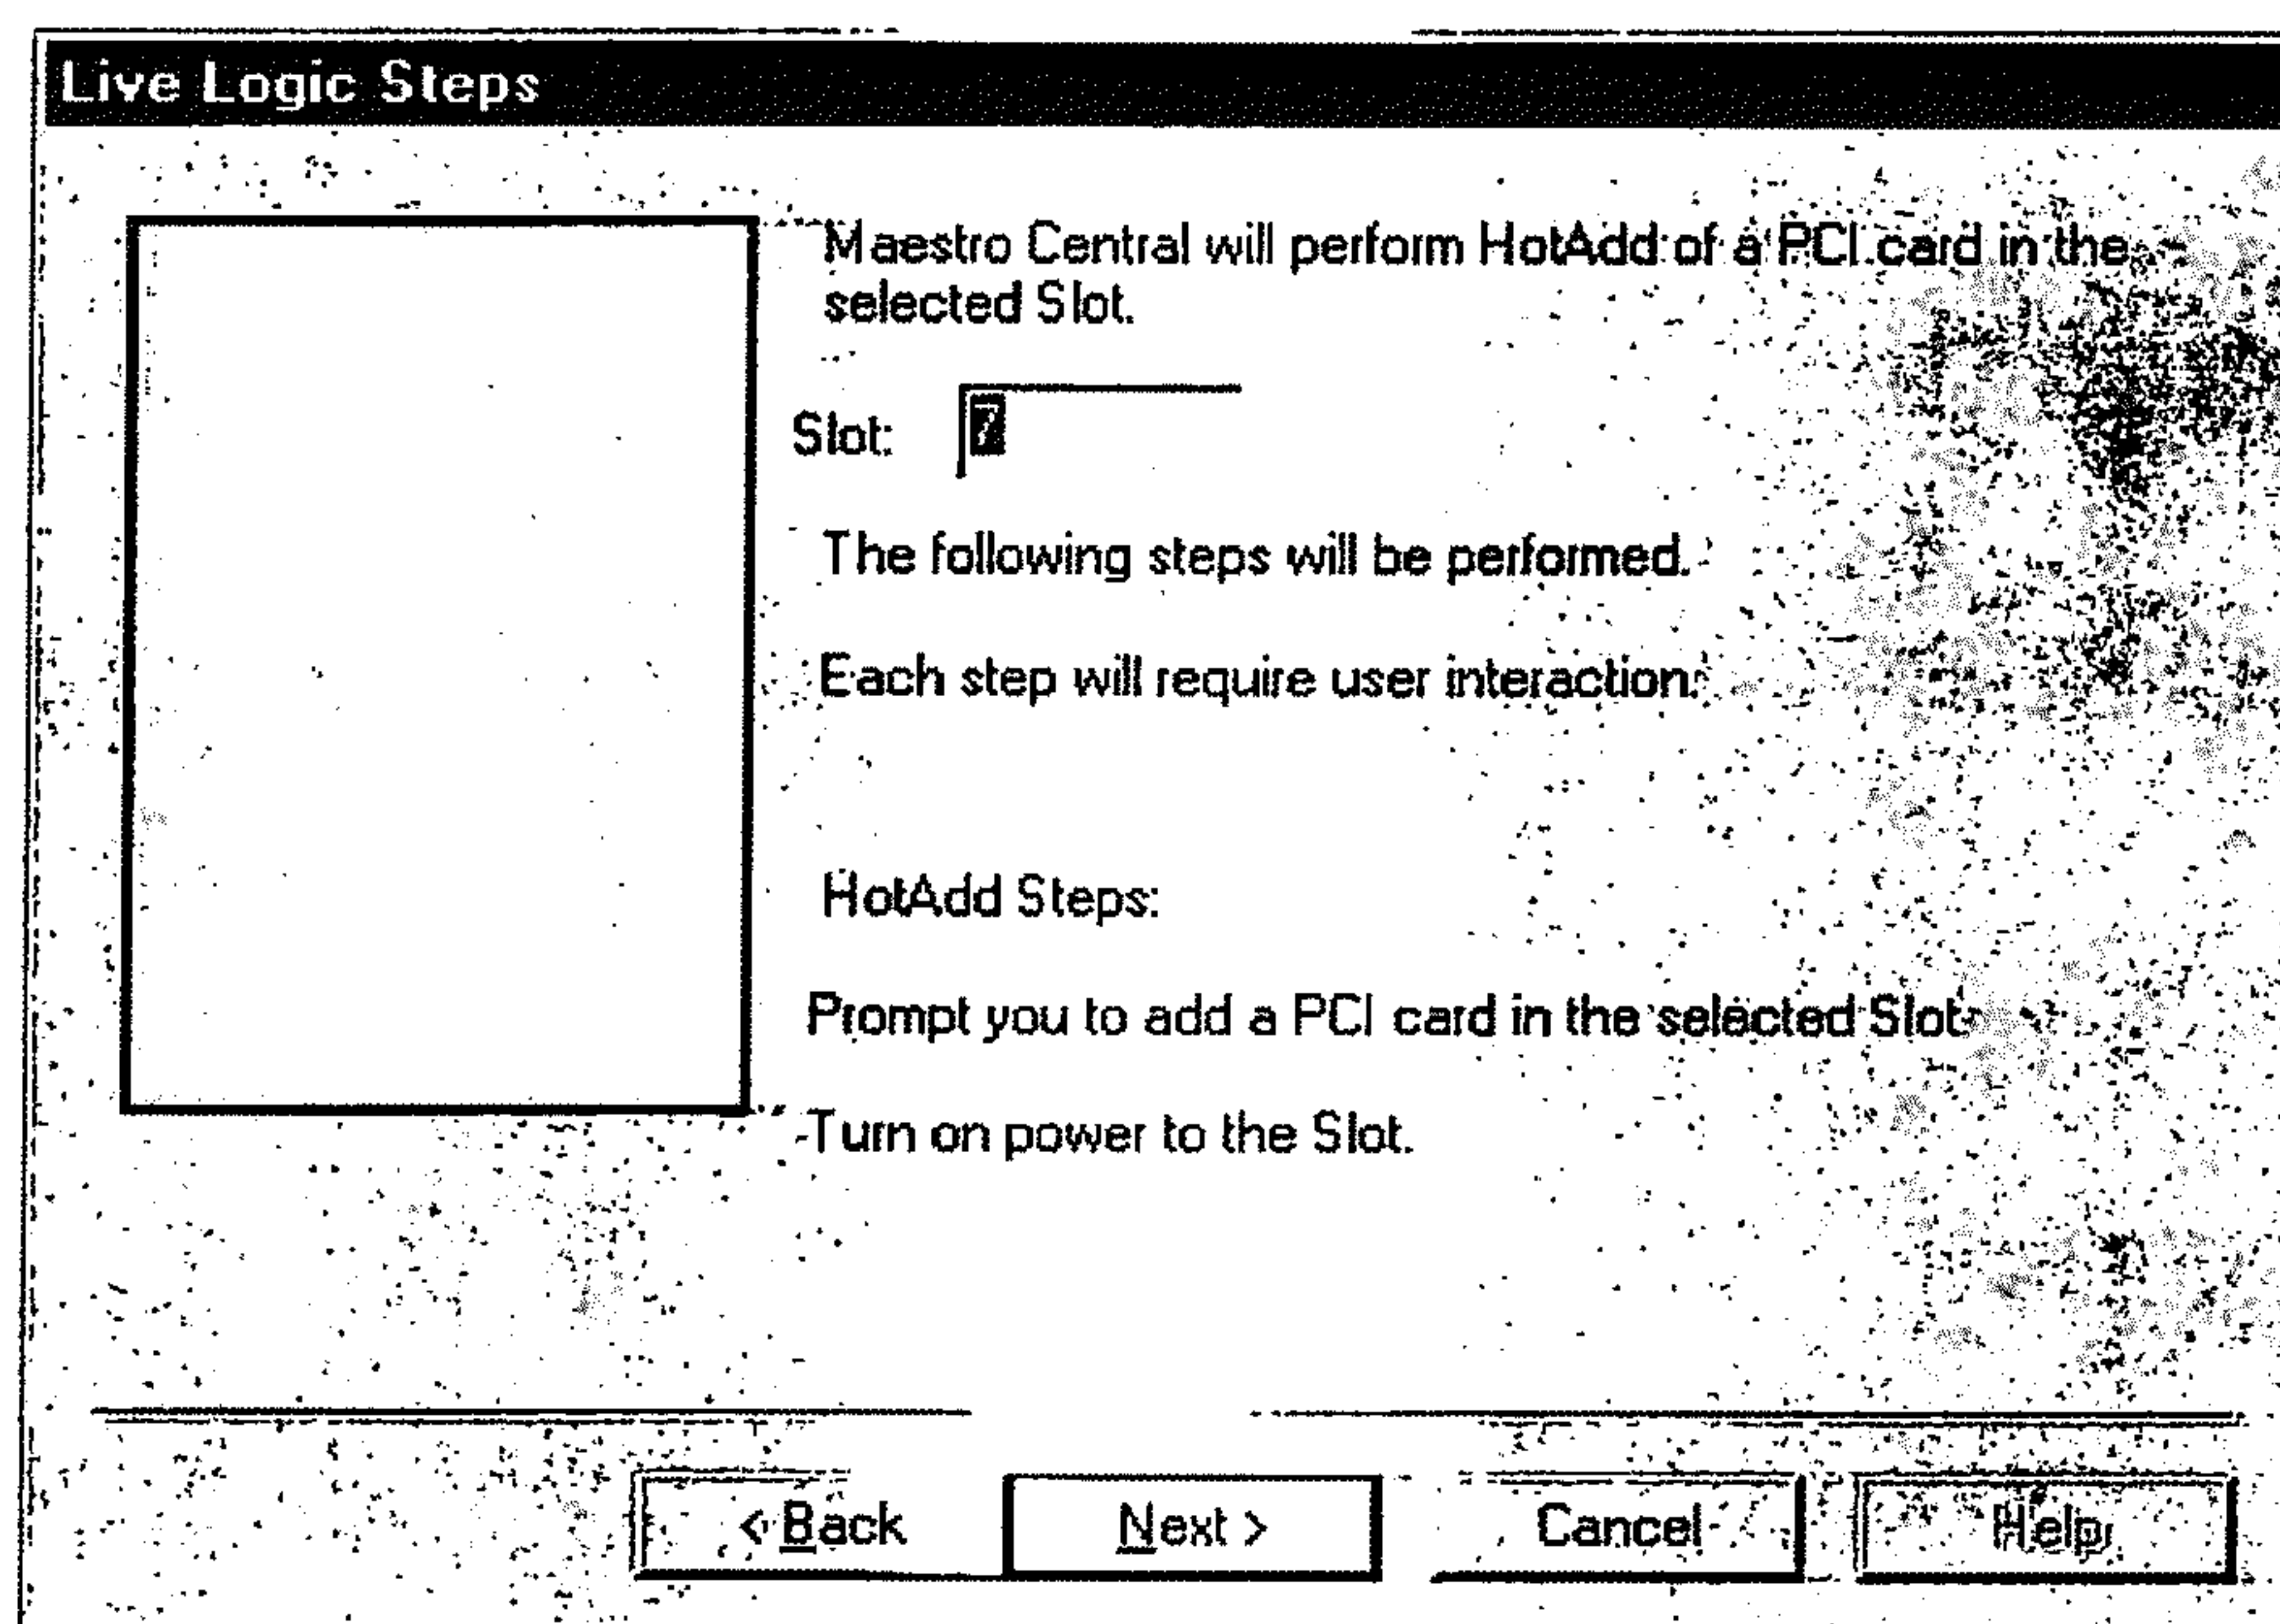 Live Logic Steps
Maestro Central will perform HotAdd of a PCI card in the
selected Slot.
Slot: 7
The following steps will be performed.
Each step will require user interaction.
HotAdd Steps:
Prompt you to add a PCI card in the selected Slot
Turn on power to the Slot.
< Back
Next >
Cancel
Help